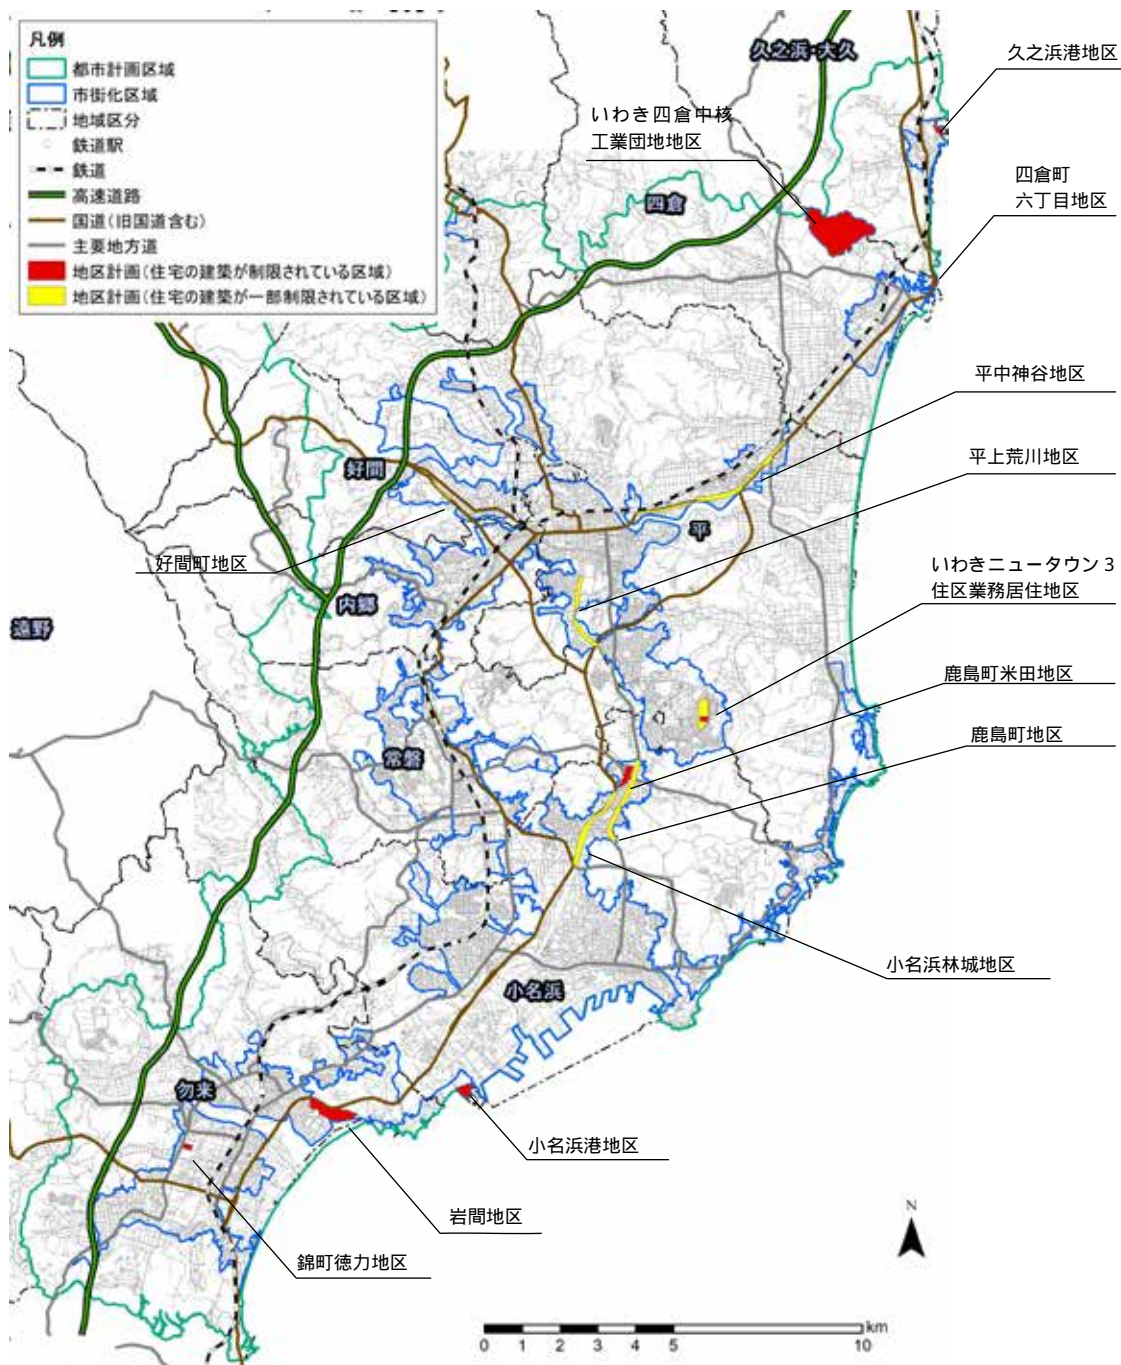 凡例
都市計画区域
市街化区域
地域区分
鉄道駅
鉄道
高速道路
国道(旧国道含む)
主要地方道
地区計画(住宅の建築が制限されている区域)
地区計画(住宅の建築が一部制限されている区域)
久之浜・大久
久之浜港地区
いわき四倉中核
工業団地地区
四倉町
六丁目地区
四倉
平中神谷地区
平上荒川地区
好間
平
好間町地区
いわきニュータウン3
住区業務居住地区
内郷
遠野
鹿島町米田地区
鹿島町地区
常磐
小名浜林城地区
小名浜
勿来
小名浜港地区
岩間地区
錦町徳力地区
N
km
0 1 2 3 4 5 10